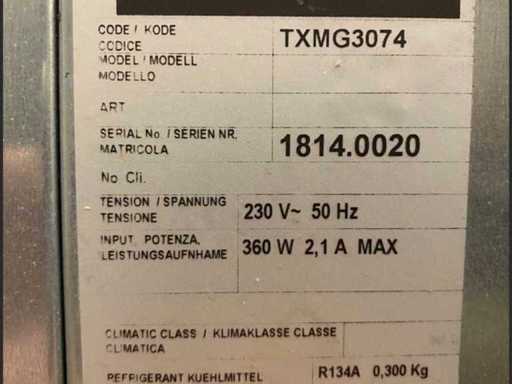 CODE / KODE
CODICE
TXMG3074
MODEL / MODELL
MODELLO
ART
SERIAL No. / SERIEN NR.
MATRICOLA
1814.0020
No Cli.
TENSION / SPANNUNG
TENSIONE
230 V~ 50 Hz
INPUT, POTENZA,
LEISTUNGSAUFNHAME
360 W 2,1 A MAX
CLIMATIC CLASS / KLIMAKLASSE CLASSE
CLIMATICA
REFRIGERANT KUEHLMITTEL
R134A 0,300 Kg